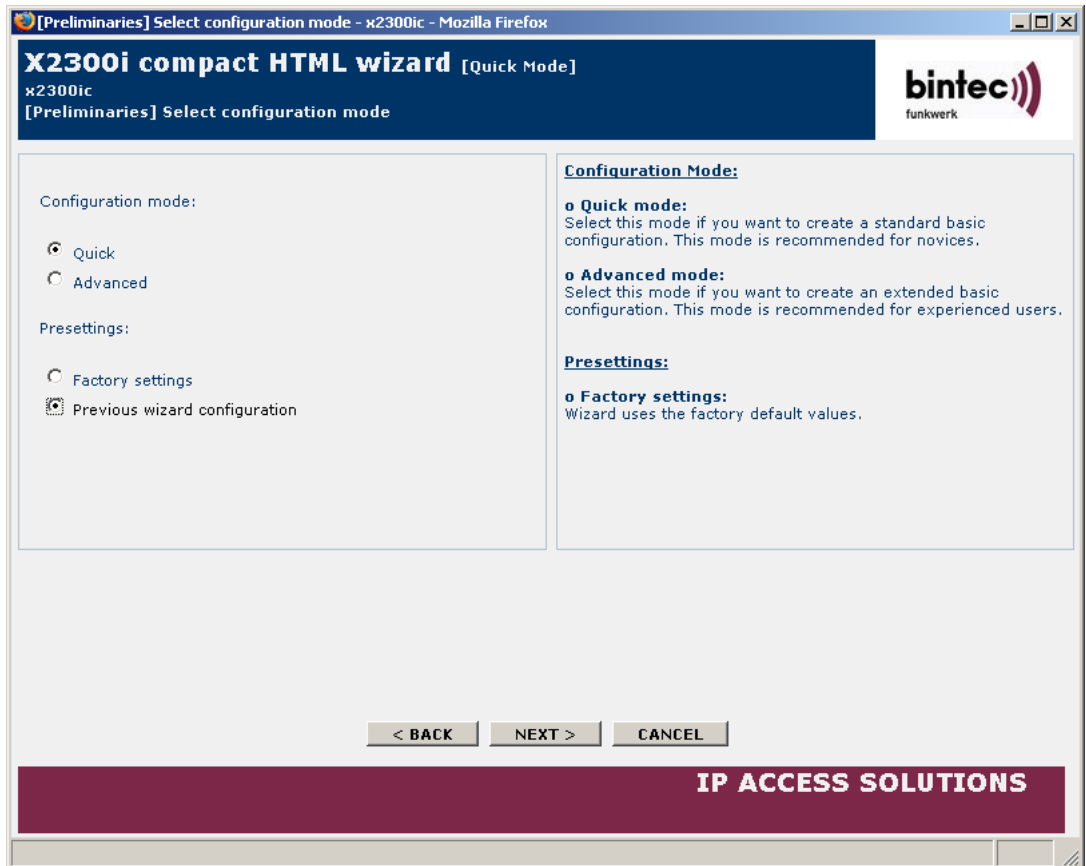 [Preliminaries] Select configuration mode - x2300ic - Mozilla Firefox
X2300i compact HTML wizard [Quick Mode]
x2300ic
[Preliminaries] Select configuration mode
bintec
funkwerk
Configuration mode:
Quick
Advanced
Presettings:
Factory settings
Previous wizard configuration
Configuration Mode:
o Quick mode:
Select this mode if you want to create a standard basic
configuration. This mode is recommended for novices.
o Advanced mode:
Select this mode if you want to create an extended basic
configuration. This mode is recommended for experienced users.
Presettings:
o Factory settings:
Wizard uses the factory default values.
< BACK
NEXT >
CANCEL
IP ACCESS SOLUTIONS